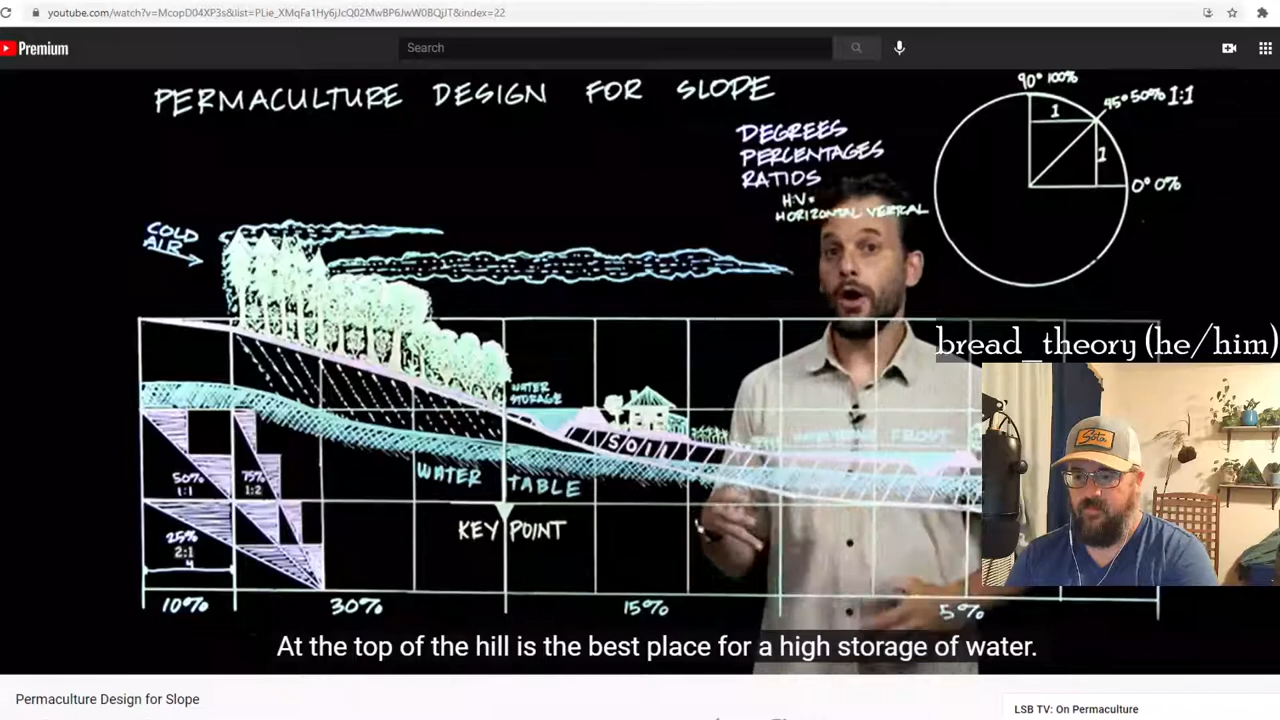 youtube.com/watch?v=McopD04XP3s&list=PLie_XMqFa1Hy6jJcQ02MwBP6JwW0BQjJT&index=22
Premium
Search
PERMACULTURE DESIGN FOR SLOPE
90° 100%
45° 50% 1:1
1
1
0° 0%
DEGREES
PERCENTAGES
RATIOS
H:V=
HORIZONTAL VERTICAL
COLD
AIR
bread_theory (he/him)
WATER
STORAGE
SOIL
WATER TABLE
50%
1:1
75%
1:2
25%
2:1
4
KEY POINT
10%
30%
15%
5%
At the top of the hill is the best place for a high storage of water.
Permaculture Design for Slope
LSB TV: On Permaculture
Sota